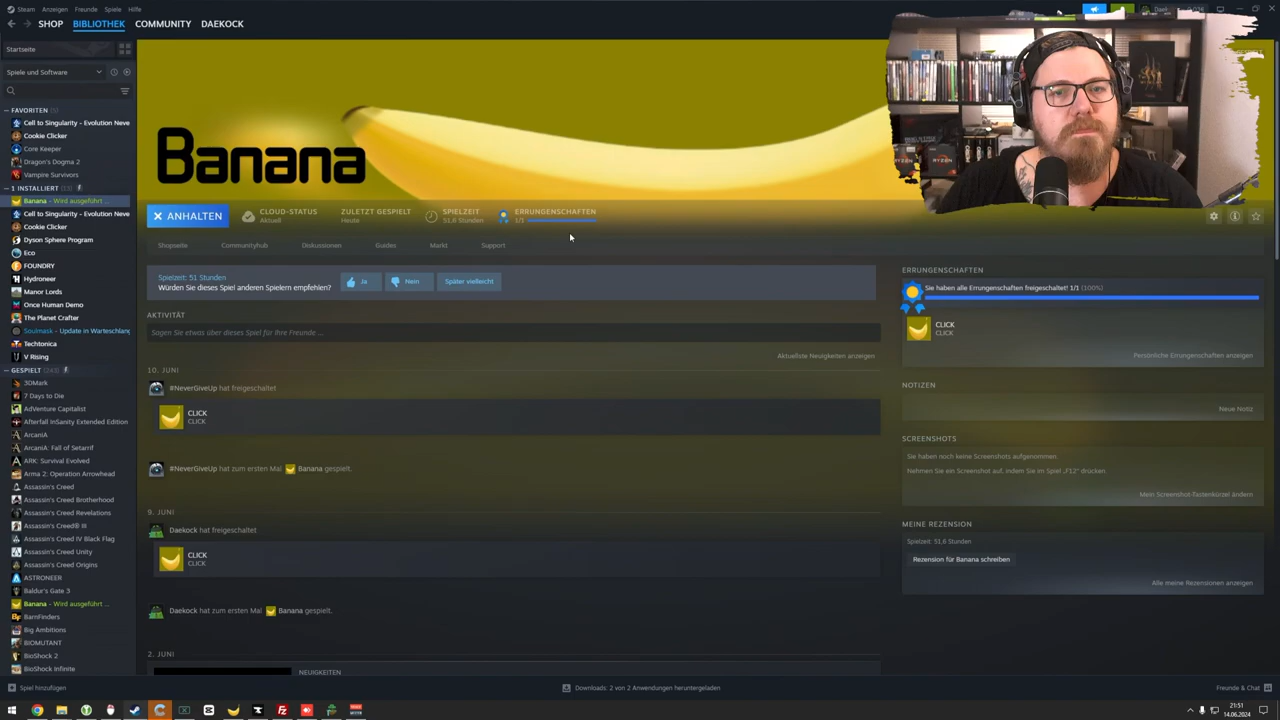 Steam Anzeigen Freunde Spiele Hilfe
SHOP BIBLIOTHEK COMMUNITY DAEKOCK
Startseite
Spiele und Software
FAVORITEN (5)
Cell to Singularity - Evolution Neve
Cookie Clicker
Core Keeper
Dragon's Dogma 2
Vampire Survivors
1 INSTALLIERT (13)
Banana - Wird ausgeführt ...
Cell to Singularity - Evolution Neve
Cookie Clicker
Dyson Sphere Program
Eco
FOUNDRY
Hydroneer
Manor Lords
Once Human Demo
The Planet Crafter
Soulmask - Update in Warteschlang
Techtonica
V Rising
GESPIELT (243)
3DMark
7 Days to Die
AdVenture Capitalist
Afterfall InSanity Extended Edition
ArcaniA
ArcaniA: Fall of Setarrif
ARK: Survival Evolved
Arma 2: Operation Arrowhead
Assassin's Creed
Assassin's Creed Brotherhood
Assassin's Creed Revelations
Assassin's Creed® III
Assassin's Creed IV Black Flag
Assassin's Creed Unity
Assassin's Creed Origins
ASTRONEER
Baldur's Gate 3
Banana - Wird ausgeführt ...
BarnFinders
Big Ambitions
BIOMUTANT
BioShock 2
BioShock Infinite
Spiel hinzufügen
Banana
ANHALTEN
CLOUD-STATUS
Aktuell
ZULETZT GESPIELT
Heute
SPIELZEIT
51,6 Stunden
ERRUNGENSCHAFTEN
1/1
Shopseite Communityhub Diskussionen Guides Markt Support
Spielzeit: 51 Stunden
Würden Sie dieses Spiel anderen Spielern empfehlen?
Ja Nein Später vielleicht
AKTIVITÄT
Sagen Sie etwas über dieses Spiel für Ihre Freunde ...
Aktuellste Neuigkeiten anzeigen
10. JUNI
#NeverGiveUp hat freigeschaltet
CLICK
CLICK
#NeverGiveUp hat zum ersten Mal Banana gespielt.
9. JUNI
Daekock hat freigeschaltet
CLICK
CLICK
Daekock hat zum ersten Mal Banana gespielt.
2. JUNI
NEUIGKEITEN
ERRUNGENSCHAFTEN
Sie haben alle Errungenschaften freigeschaltet! 1/1 (100%)
CLICK
CLICK
Persönliche Errungenschaften anzeigen
NOTIZEN
Neue Notiz
SCREENSHOTS
Sie haben noch keine Screenshots aufgenommen.
Nehmen Sie ein Screenshot auf, indem Sie im Spiel „F12" drücken.
Mein Screenshot-Tastenkürzel ändern
MEINE REZENSION
Spielzeit: 51,6 Stunden
Rezension für Banana schreiben
Alle meine Rezensionen anzeigen
Downloads: 2 von 2 Anwendungen heruntergeladen
Freunde & Chat
21:51
14.06.2024